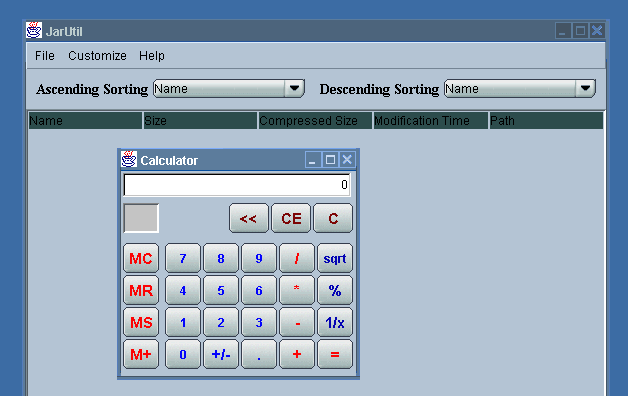 JarUtil
File Customize Help
Ascending Sorting Name Descending Sorting Name
Name Size Compressed Size Modification Time Path
Calculator
0
<< CE C
MC 7 8 9 / sqrt
MR 4 5 6 * %
MS 1 2 3 - 1/x
M+ 0 +/- . + =